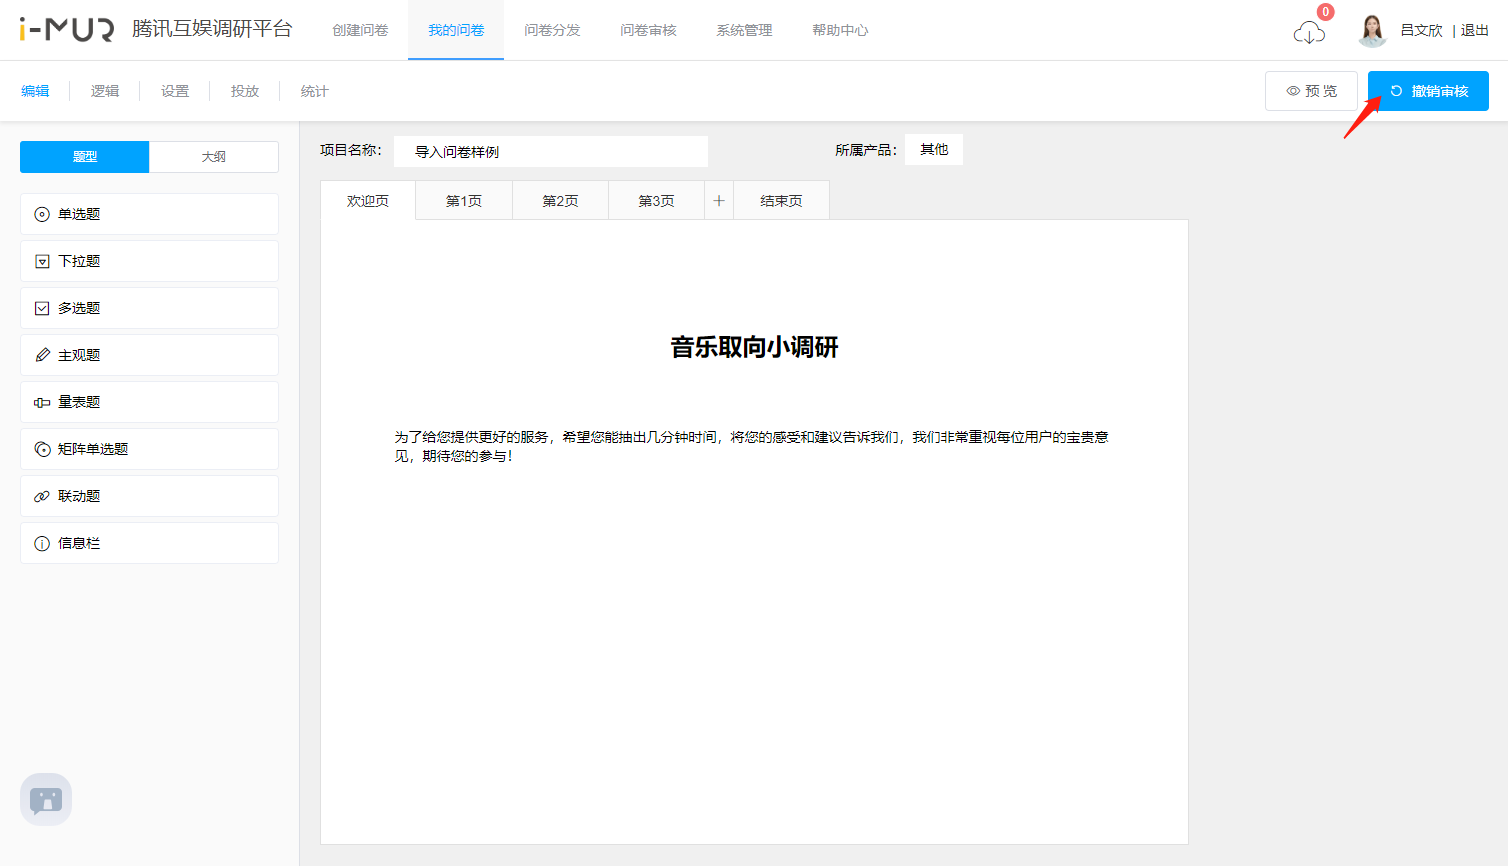 i-MUR 腾讯互娱调研平台 创建问卷 我的问卷 问卷分发 问卷审核 系统管理 帮助中心 0 吕文欣 | 退出
编辑 逻辑 设置 投放 统计 预 览 撤销审核
题型 大纲
项目名称： 导入问卷样例 所属产品： 其他
欢迎页 第1页 第2页 第3页 + 结束页
单选题
下拉题
多选题
主观题
量表题
矩阵单选题
联动题
信息栏
音乐取向小调研
为了给您提供更好的服务，希望您能抽出几分钟时间，将您的感受和建议告诉我们，我们非常重视每位用户的宝贵意
见，期待您的参与！